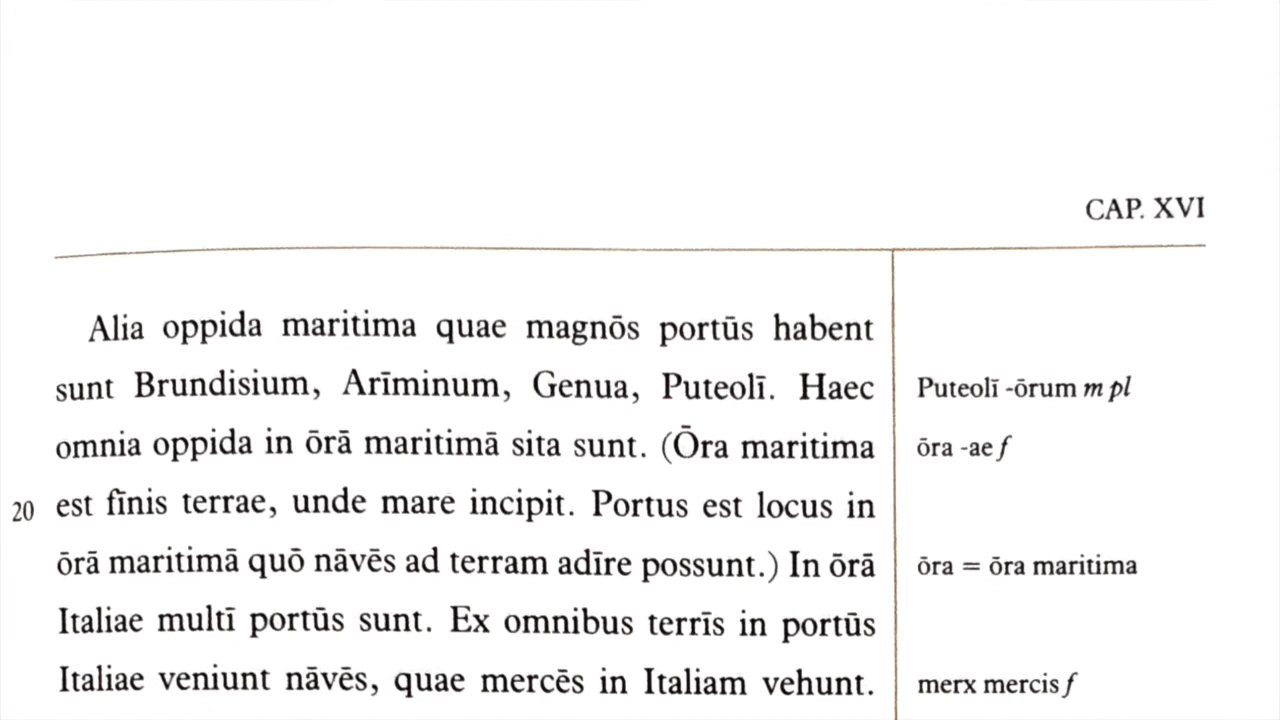 CAP. XVI
Alia oppida maritima quae magnōs portūs habent
sunt Brundisium, Arīminum, Genua, Puteolī. Haec
Puteolī -ōrum m pl
omnia oppida in ōrā maritimā sita sunt. (Ōra maritima
ōra -ae f
20 est fīnis terrae, unde mare incipit. Portus est locus in
ōrā maritimā quō nāvēs ad terram adīre possunt.) In ōrā
ōra = ōra maritima
Italiae multī portūs sunt. Ex omnibus terrīs in portūs
Italiae veniunt nāvēs, quae mercēs in Italiam vehunt.
merx mercis f